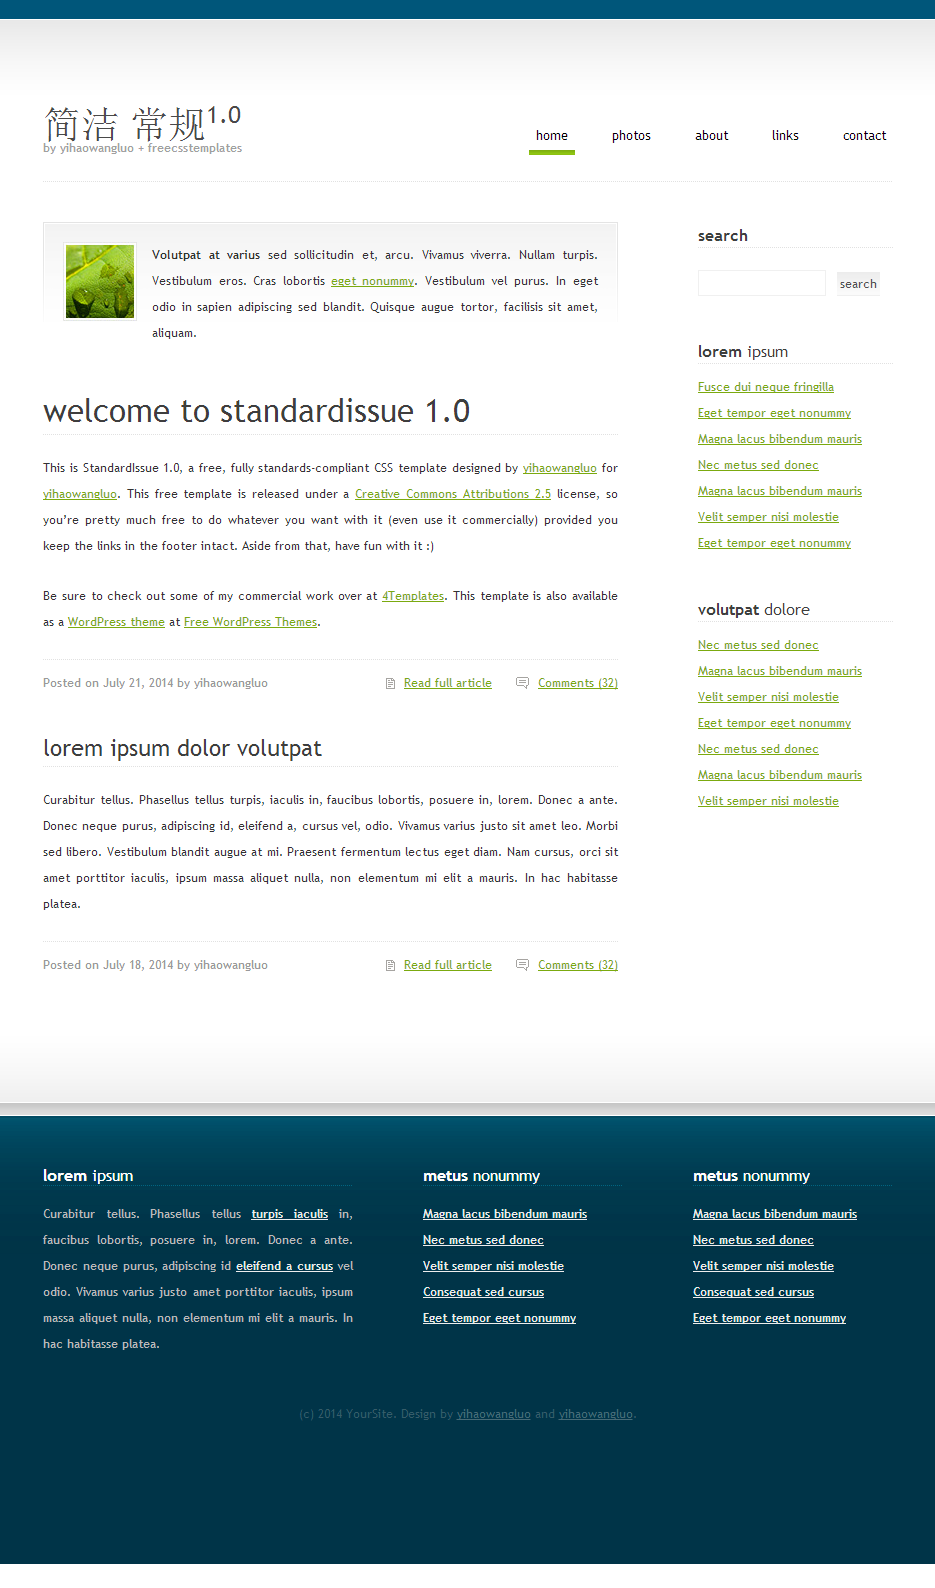 简洁 常规1.0
by yihaowangluo + freecsstemplates
home photos about links contact
Volutpat at varius sed sollicitudin et, arcu. Vivamus viverra. Nullam turpis.
Vestibulum eros. Cras lobortis eget nonummy. Vestibulum vel purus. In eget
odio in sapien adipiscing sed blandit. Quisque augue tortor, facilisis sit amet,
aliquam.
welcome to standardissue 1.0
This is StandardIssue 1.0, a free, fully standards-compliant CSS template designed by yihaowangluo for
yihaowangluo. This free template is released under a Creative Commons Attributions 2.5 license, so
you’re pretty much free to do whatever you want with it (even use it commercially) provided you
keep the links in the footer intact. Aside from that, have fun with it :)
Be sure to check out some of my commercial work over at 4Templates. This template is also available
as a WordPress theme at Free WordPress Themes.
Posted on July 21, 2014 by yihaowangluo Read full article Comments (32)
lorem ipsum dolor volutpat
Curabitur tellus. Phasellus tellus turpis, iaculis in, faucibus lobortis, posuere in, lorem. Donec a ante.
Donec neque purus, adipiscing id, eleifend a, cursus vel, odio. Vivamus varius justo sit amet leo. Morbi
sed libero. Vestibulum blandit augue at mi. Praesent fermentum lectus eget diam. Nam cursus, orci sit
amet porttitor iaculis, ipsum massa aliquet nulla, non elementum mi elit a mauris. In hac habitasse
platea.
Posted on July 18, 2014 by yihaowangluo Read full article Comments (32)
search
search
lorem ipsum
Fusce dui neque fringilla
Eget tempor eget nonummy
Magna lacus bibendum mauris
Nec metus sed donec
Magna lacus bibendum mauris
Velit semper nisi molestie
Eget tempor eget nonummy
volutpat dolore
Nec metus sed donec
Magna lacus bibendum mauris
Velit semper nisi molestie
Eget tempor eget nonummy
Nec metus sed donec
Magna lacus bibendum mauris
Velit semper nisi molestie
lorem ipsum
Curabitur tellus. Phasellus tellus turpis iaculis in,
faucibus lobortis, posuere in, lorem. Donec a ante.
Donec neque purus, adipiscing id eleifend a cursus vel
odio. Vivamus varius justo amet porttitor iaculis, ipsum
massa aliquet nulla, non elementum mi elit a mauris. In
hac habitasse platea.
metus nonummy
Magna lacus bibendum mauris
Nec metus sed donec
Velit semper nisi molestie
Consequat sed cursus
Eget tempor eget nonummy
metus nonummy
Magna lacus bibendum mauris
Nec metus sed donec
Velit semper nisi molestie
Consequat sed cursus
Eget tempor eget nonummy
(c) 2014 YourSite. Design by yihaowangluo and yihaowangluo.